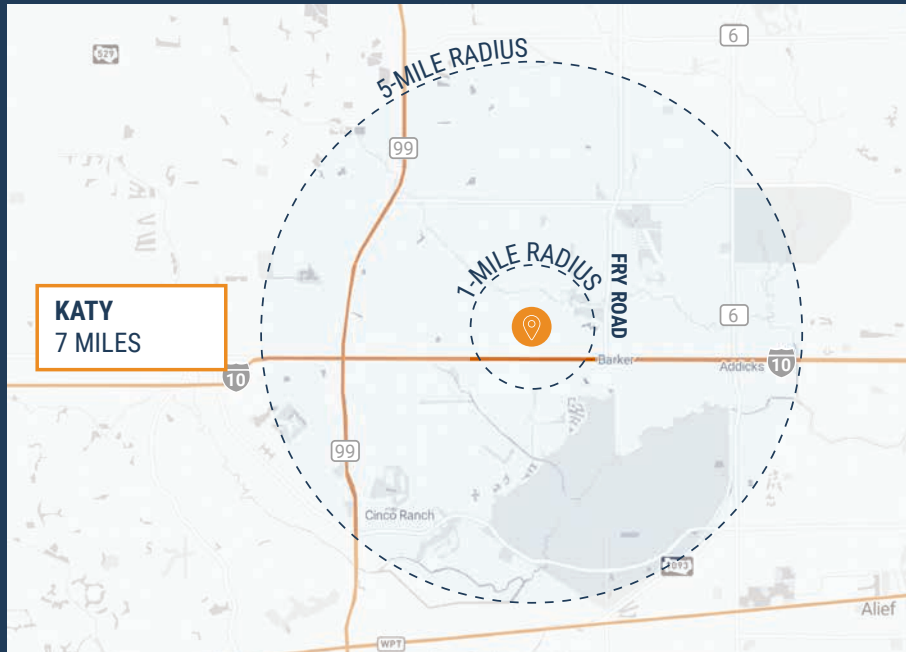 6
529
5-MILE RADIUS
99
1-MILE RADIUS
FRY ROAD
KATY
7 MILES
6
Barker
Addicks
10
10
99
Cinco Ranch
1093
Alief
WPT